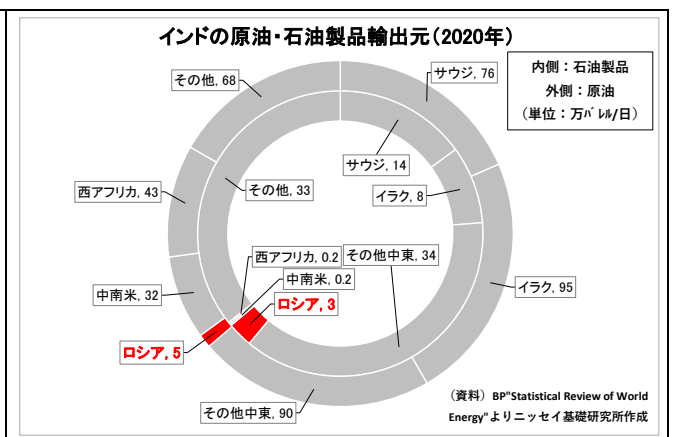 インドの原油・石油製品輸出元(2020年)
内側：石油製品
外側：原油
(単位：万バレル/日)
その他, 68
サウジ, 76
サウジ, 14
西アフリカ, 43
その他, 33
イラク, 8
西アフリカ, 0.2
その他中東, 34
中南米, 0.2
中南米, 32
ロシア, 3
イラク, 95
ロシア, 5
その他中東, 90
(資料) BP"Statistical Review of World
Energy"よりニッセイ基礎研究所作成